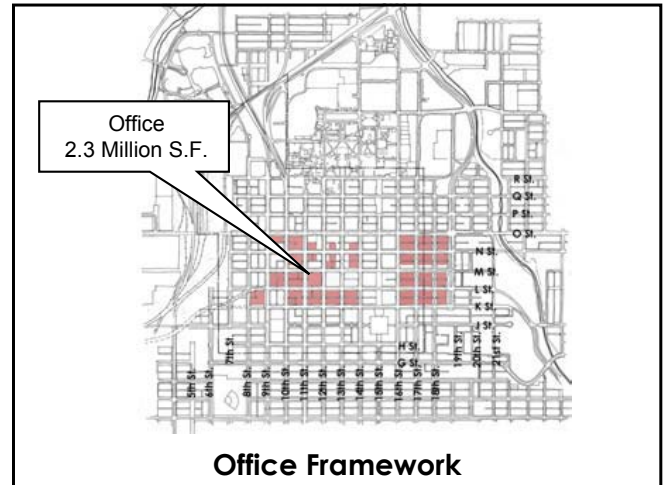 Office
2.3 Million S.F.
R St.
Q St.
P St.
O St.
N St.
M St.
L St.
K St.
J St.
H St.
G St.
5th St.
6th St.
7th St.
8th St.
9th St.
10th St.
11th St.
12th St.
13th St.
14th St.
15th St.
16th St.
17th St.
18th St.
19th St.
20th St.
21st St.
Office Framework